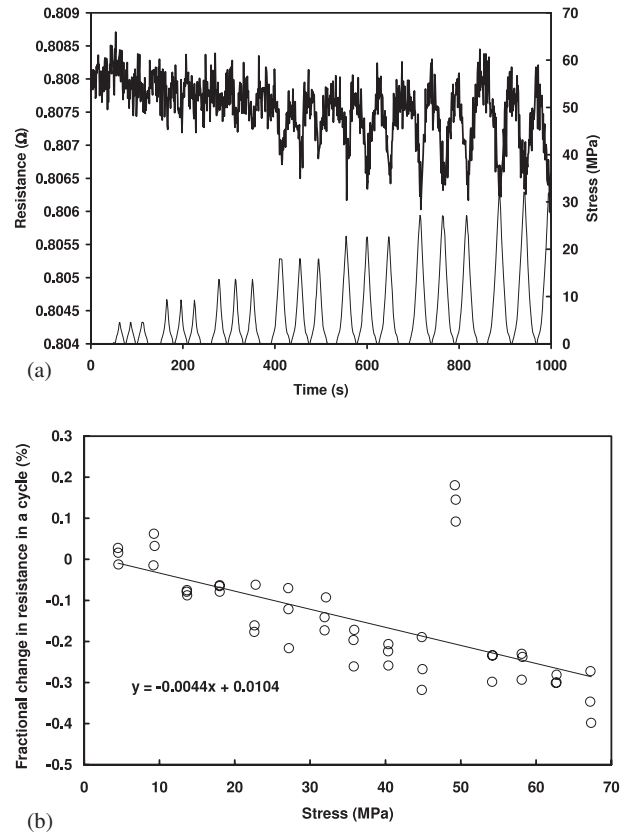 0.809
0.8085
0.808
0.8075
0.807
0.8065
0.806
0.8055
0.805
0.8045
0.804
Resistance (Ω)
70
60
50
40
30
20
10
0
Stress (MPa)
0 200 400 600 800 1000
Time (s)
(a)
0.3
0.2
0.1
0
-0.1
-0.2
-0.3
-0.4
-0.5
Fractional change in resistance in a cycle (%)
y = -0.0044x + 0.0104
0 10 20 30 40 50 60 70
Stress (MPa)
(b)